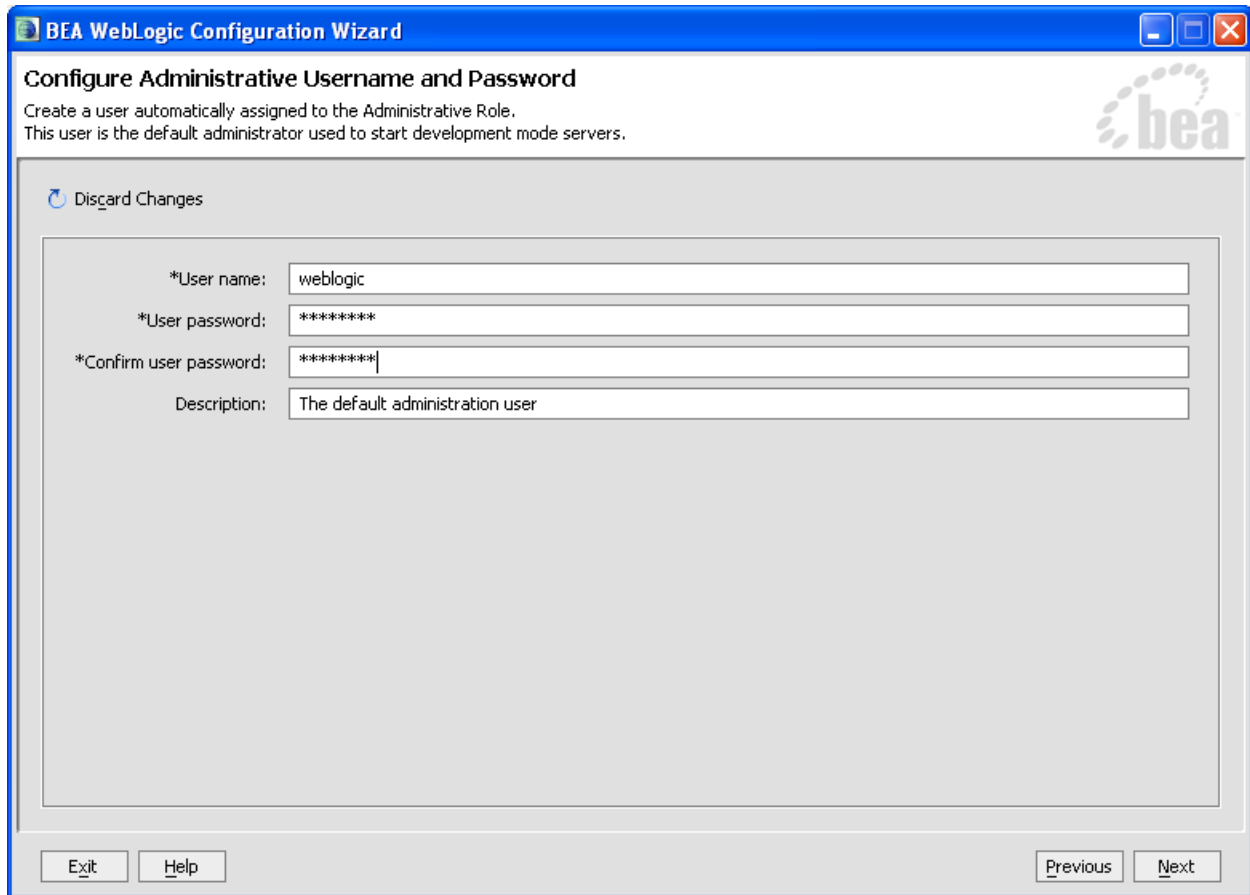 BEA WebLogic Configuration Wizard
Configure Administrative Username and Password
Create a user automatically assigned to the Administrative Role.
This user is the default administrator used to start development mode servers.
bea
Discard Changes
*User name: weblogic
*User password: ********
*Confirm user password: ********
Description: The default administration user
Exit Help Previous Next